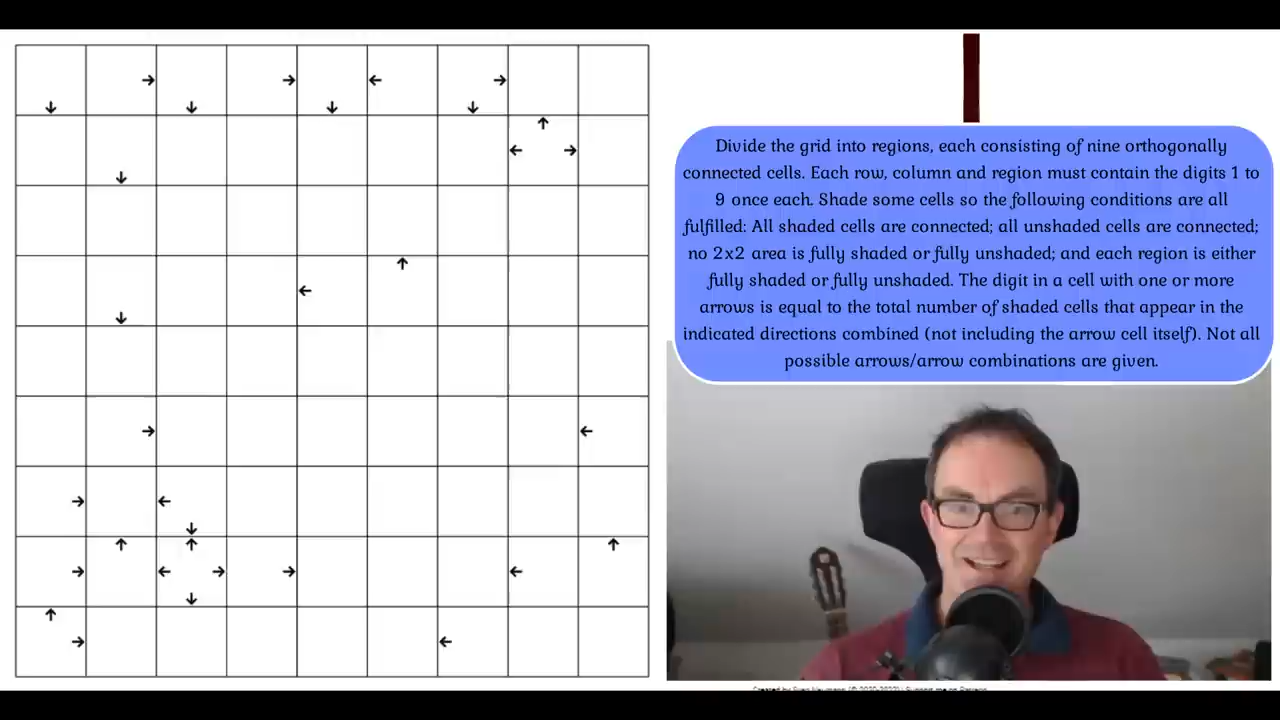 Divide the grid into regions, each consisting of nine orthogonally
connected cells. Each row, column and region must contain the digits 1 to
9 once each. Shade some cells so the following conditions are all
fulfilled: All shaded cells are connected; all unshaded cells are connected;
no 2x2 area is fully shaded or fully unshaded; and each region is either
fully shaded or fully unshaded. The digit in a cell with one or more
arrows is equal to the total number of shaded cells that appear in the
indicated directions combined (not including the arrow cell itself). Not all
possible arrows/arrow combinations are given.